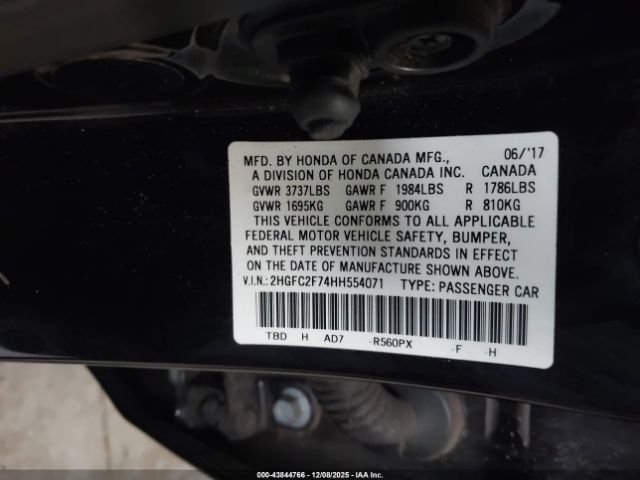 MFD. BY HONDA OF CANADA MFG., 06/'17
A DIVISION OF HONDA CANADA INC. CANADA
GVWR 3737LBS GAWR F 1984LBS R 1786LBS
GVWR 1695KG GAWR F 900KG R 810KG
THIS VEHICLE CONFORMS TO ALL APPLICABLE
FEDERAL MOTOR VEHICLE SAFETY, BUMPER,
AND THEFT PREVENTION STANDARDS IN EFFECT
ON THE DATE OF MANUFACTURE SHOWN ABOVE.
V.I.N.: 2HGFC2F74HH554071 TYPE: PASSENGER CAR
TBD H AD7 -R560PX -F -H
000-43844766 | 12/08/2025 | IAA Inc.